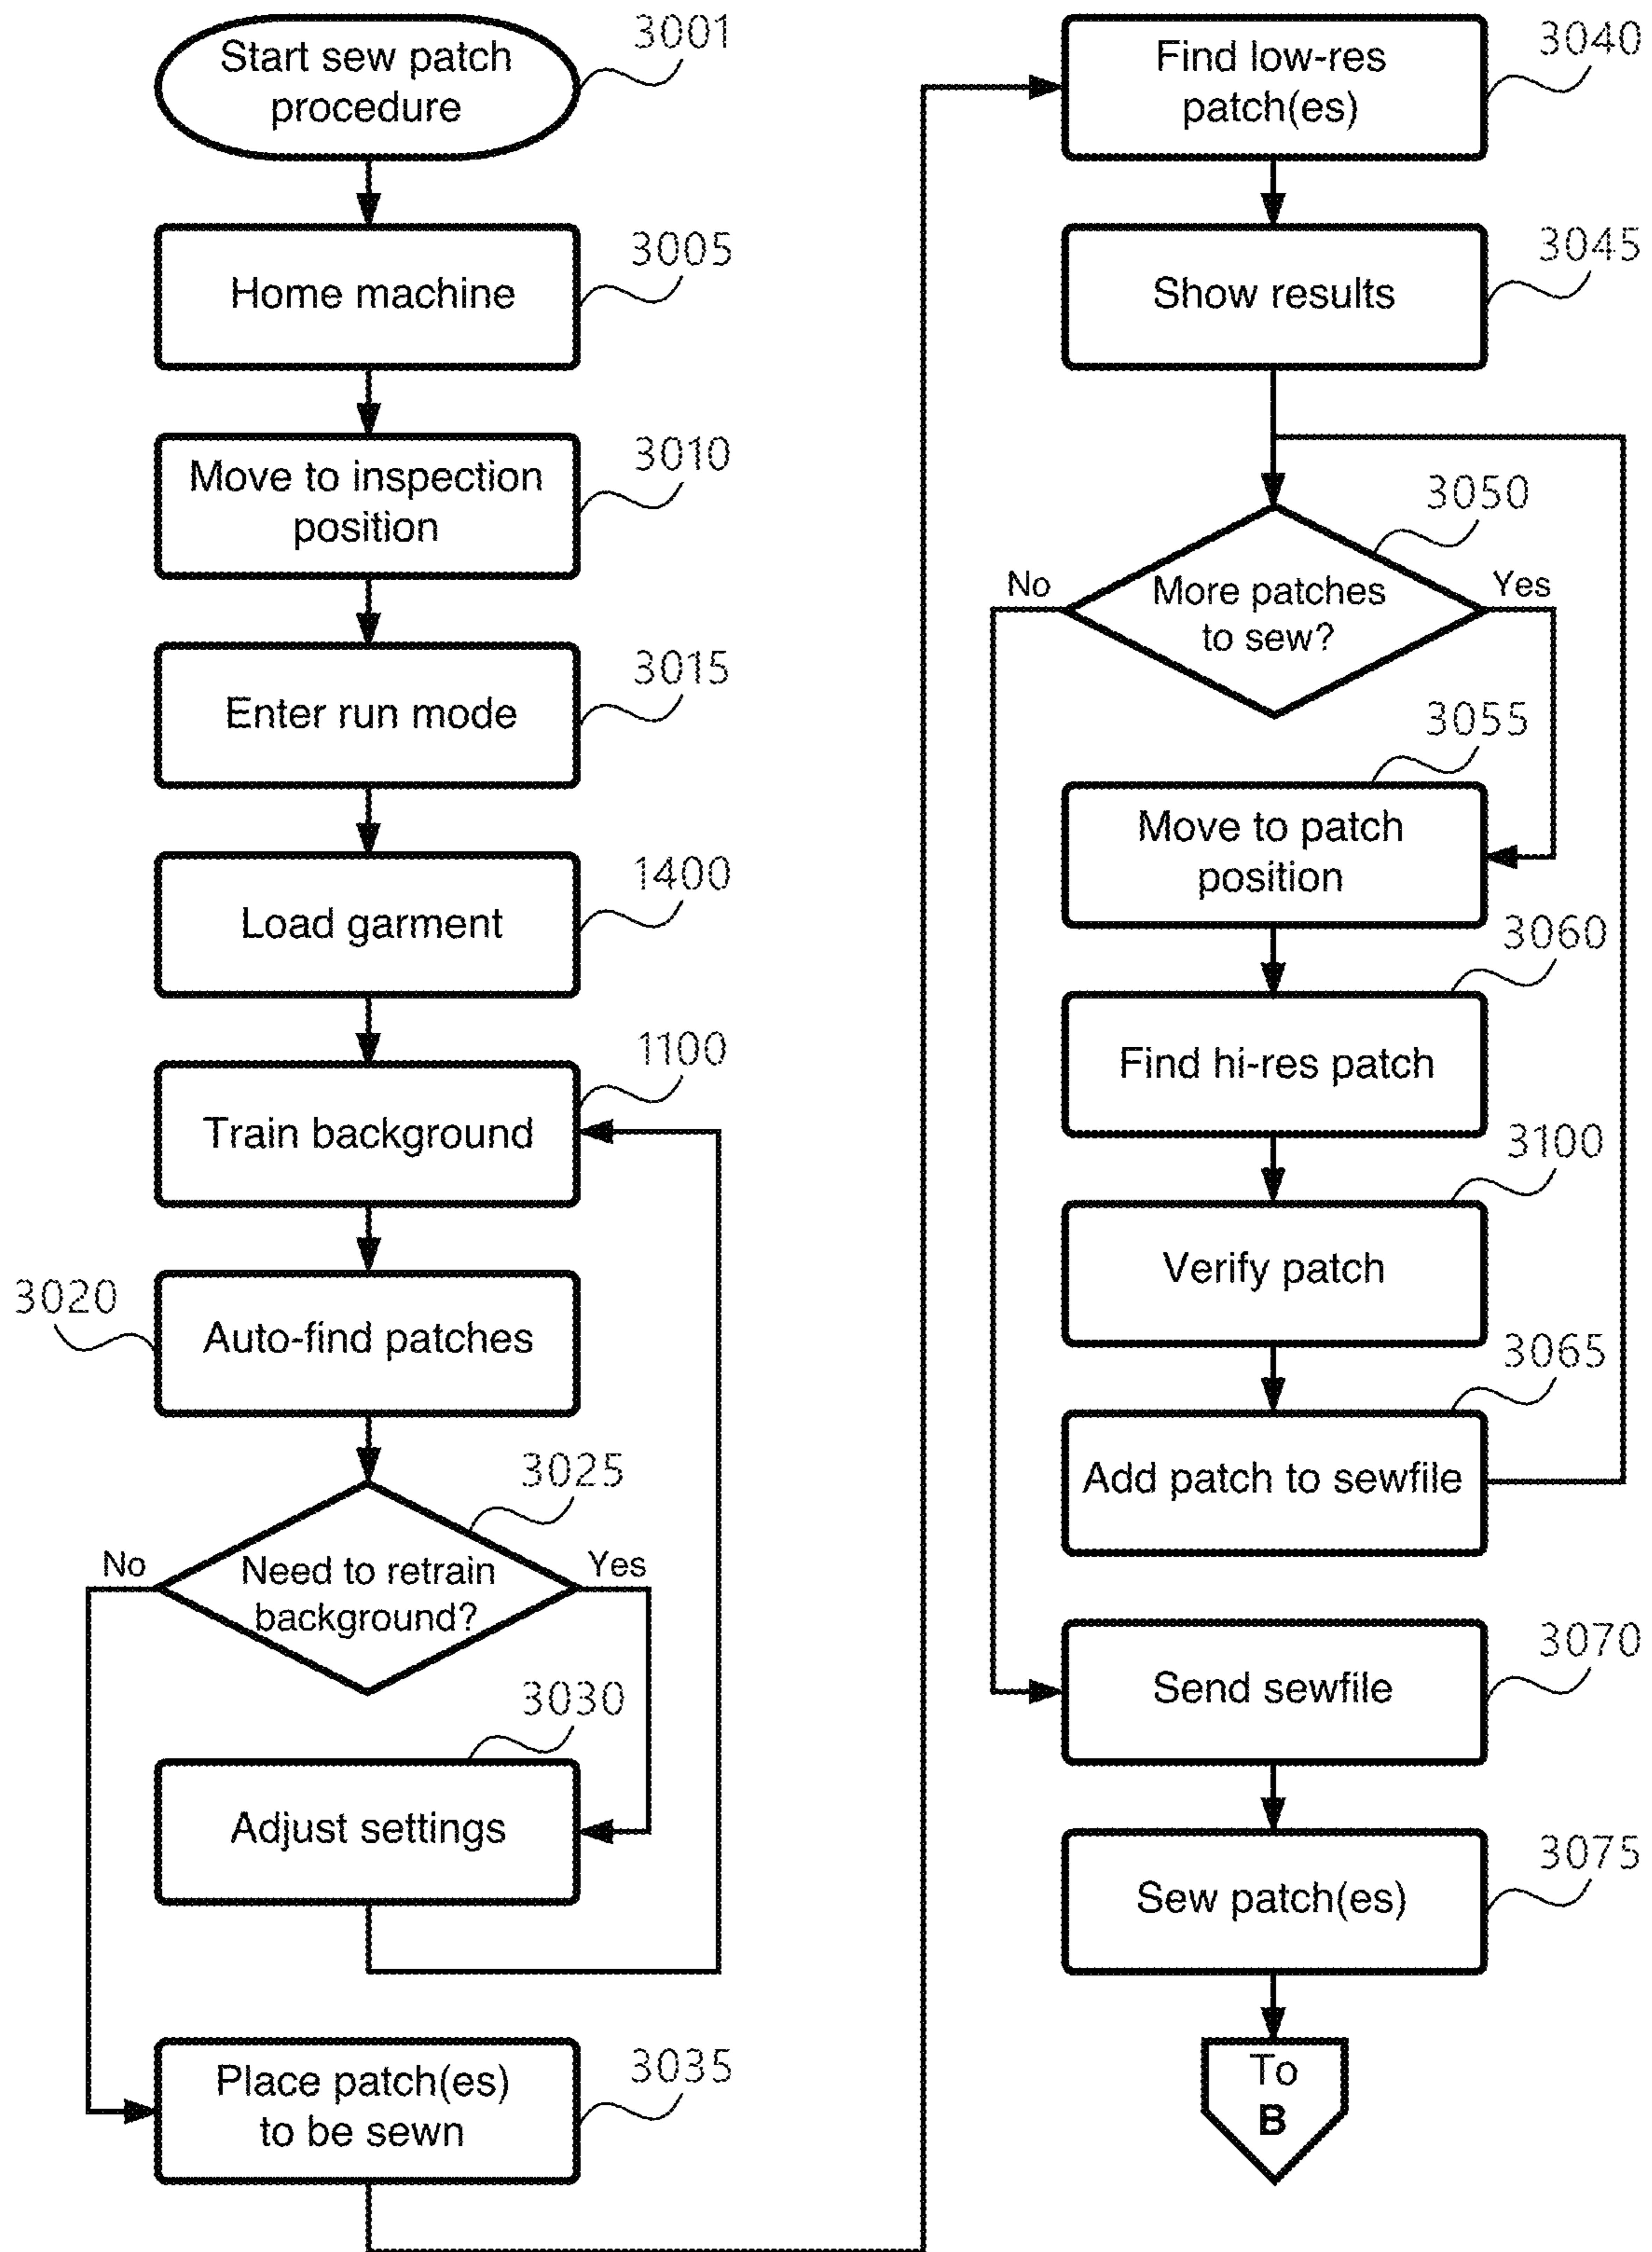 Start sew patch
procedure
3001
Home machine
3005
Move to inspection
position
3010
Enter run mode
3015
Load garment
1400
Train background
1100
Auto-find patches
3020
Need to retrain
background?
3025
No
Yes
Adjust settings
3030
Place patch(es)
to be sewn
3035
Find low-res
patch(es)
3040
Show results
3045
More patches
to sew?
3050
No
Yes
Move to patch
position
3055
Find hi-res patch
3060
Verify patch
3100
Add patch to sewfile
3065
Send sewfile
3070
Sew patch(es)
3075
To
B